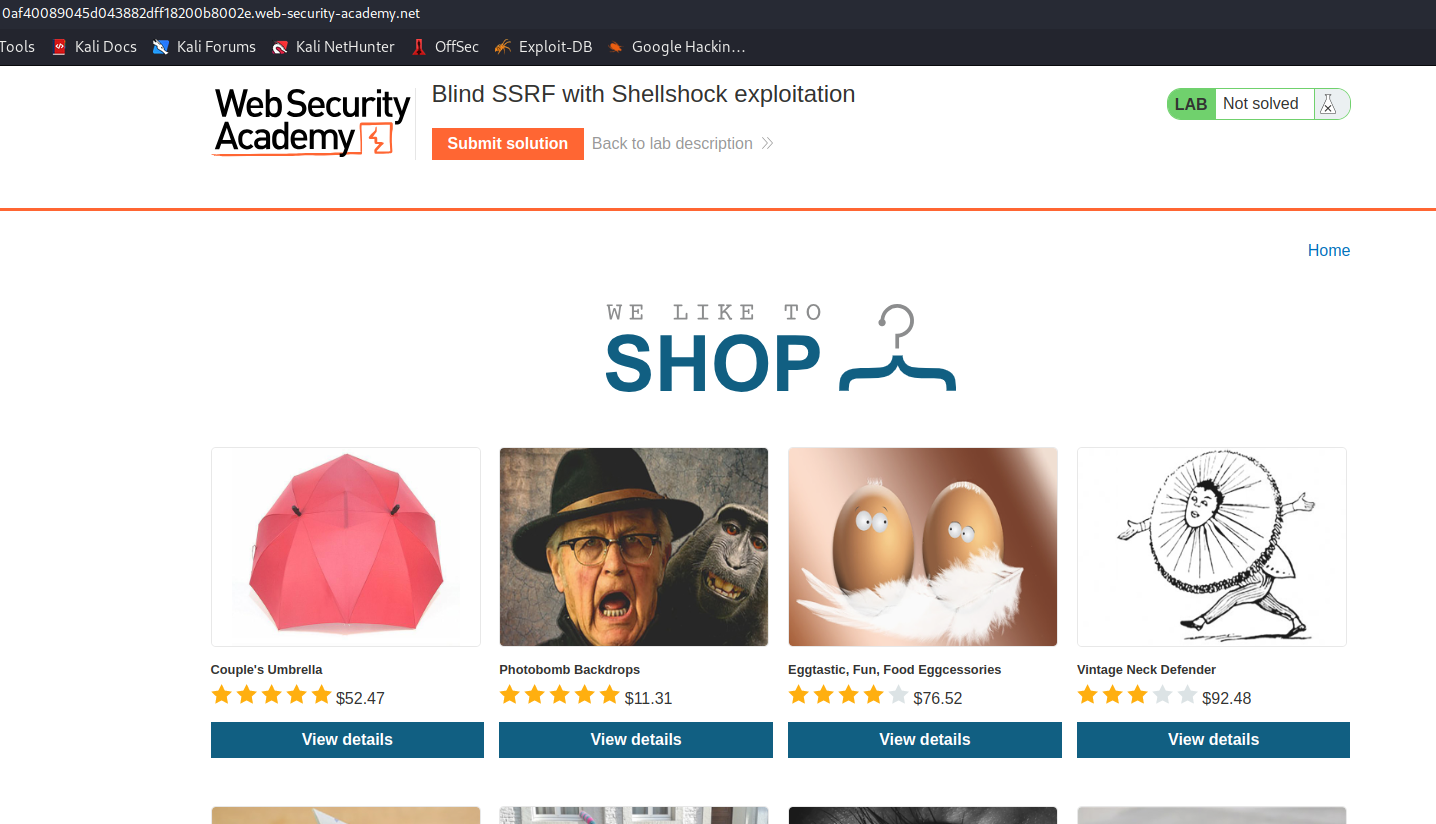 0af40089045d043882dff18200b8002e.web-security-academy.net
Tools Kali Docs Kali Forums Kali NetHunter OffSec Exploit-DB Google Hackin…
Web Security
Academy
Blind SSRF with Shellshock exploitation
Submit solution Back to lab description
LAB Not solved
Home
WE LIKE TO
SHOP
Couple's Umbrella
$52.47
View details
Photobomb Backdrops
$11.31
View details
Eggtastic, Fun, Food Eggcessories
$76.52
View details
Vintage Neck Defender
$92.48
View details